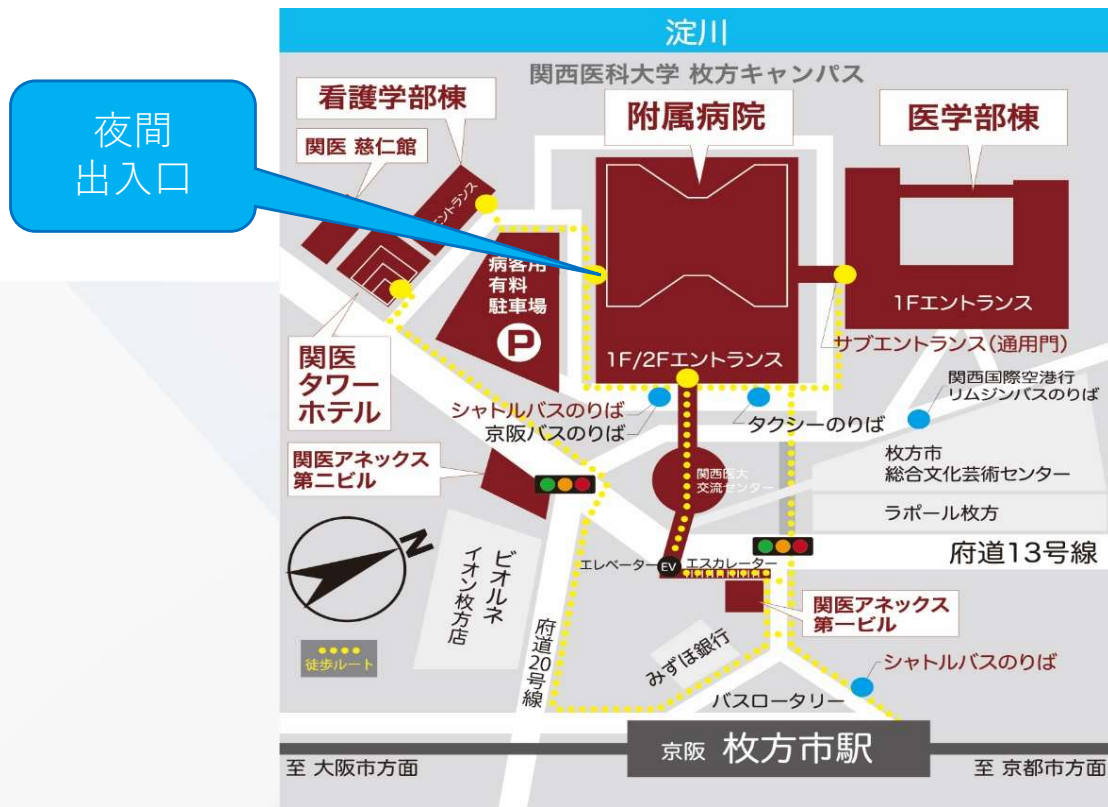 淀川
関西医科大学 枚方キャンパス
夜間
出入口
看護学部棟
関医 慈仁館
エントランス
附属病院
医学部棟
病客用
有料
駐車場
P
1Fエントランス
サブエントランス(通用門)
1F/2Fエントランス
関医
タワー
ホテル
シャトルバスのりば
京阪バスのりば
タクシーのりば
関西国際空港行
リムジンバスのりば
関医アネックス
第二ビル
関西医大
交流センター
枚方市
総合文化芸術センター
ラポール枚方
N
ビオルネ
イオン枚方店
エレベーター
EV
エスカレーター
府道13号線
関医アネックス
第一ビル
府道20号線
みずほ銀行
徒歩ルート
シャトルバスのりば
バスロータリー
京阪 枚方市駅
至 大阪市方面
至 京都市方面